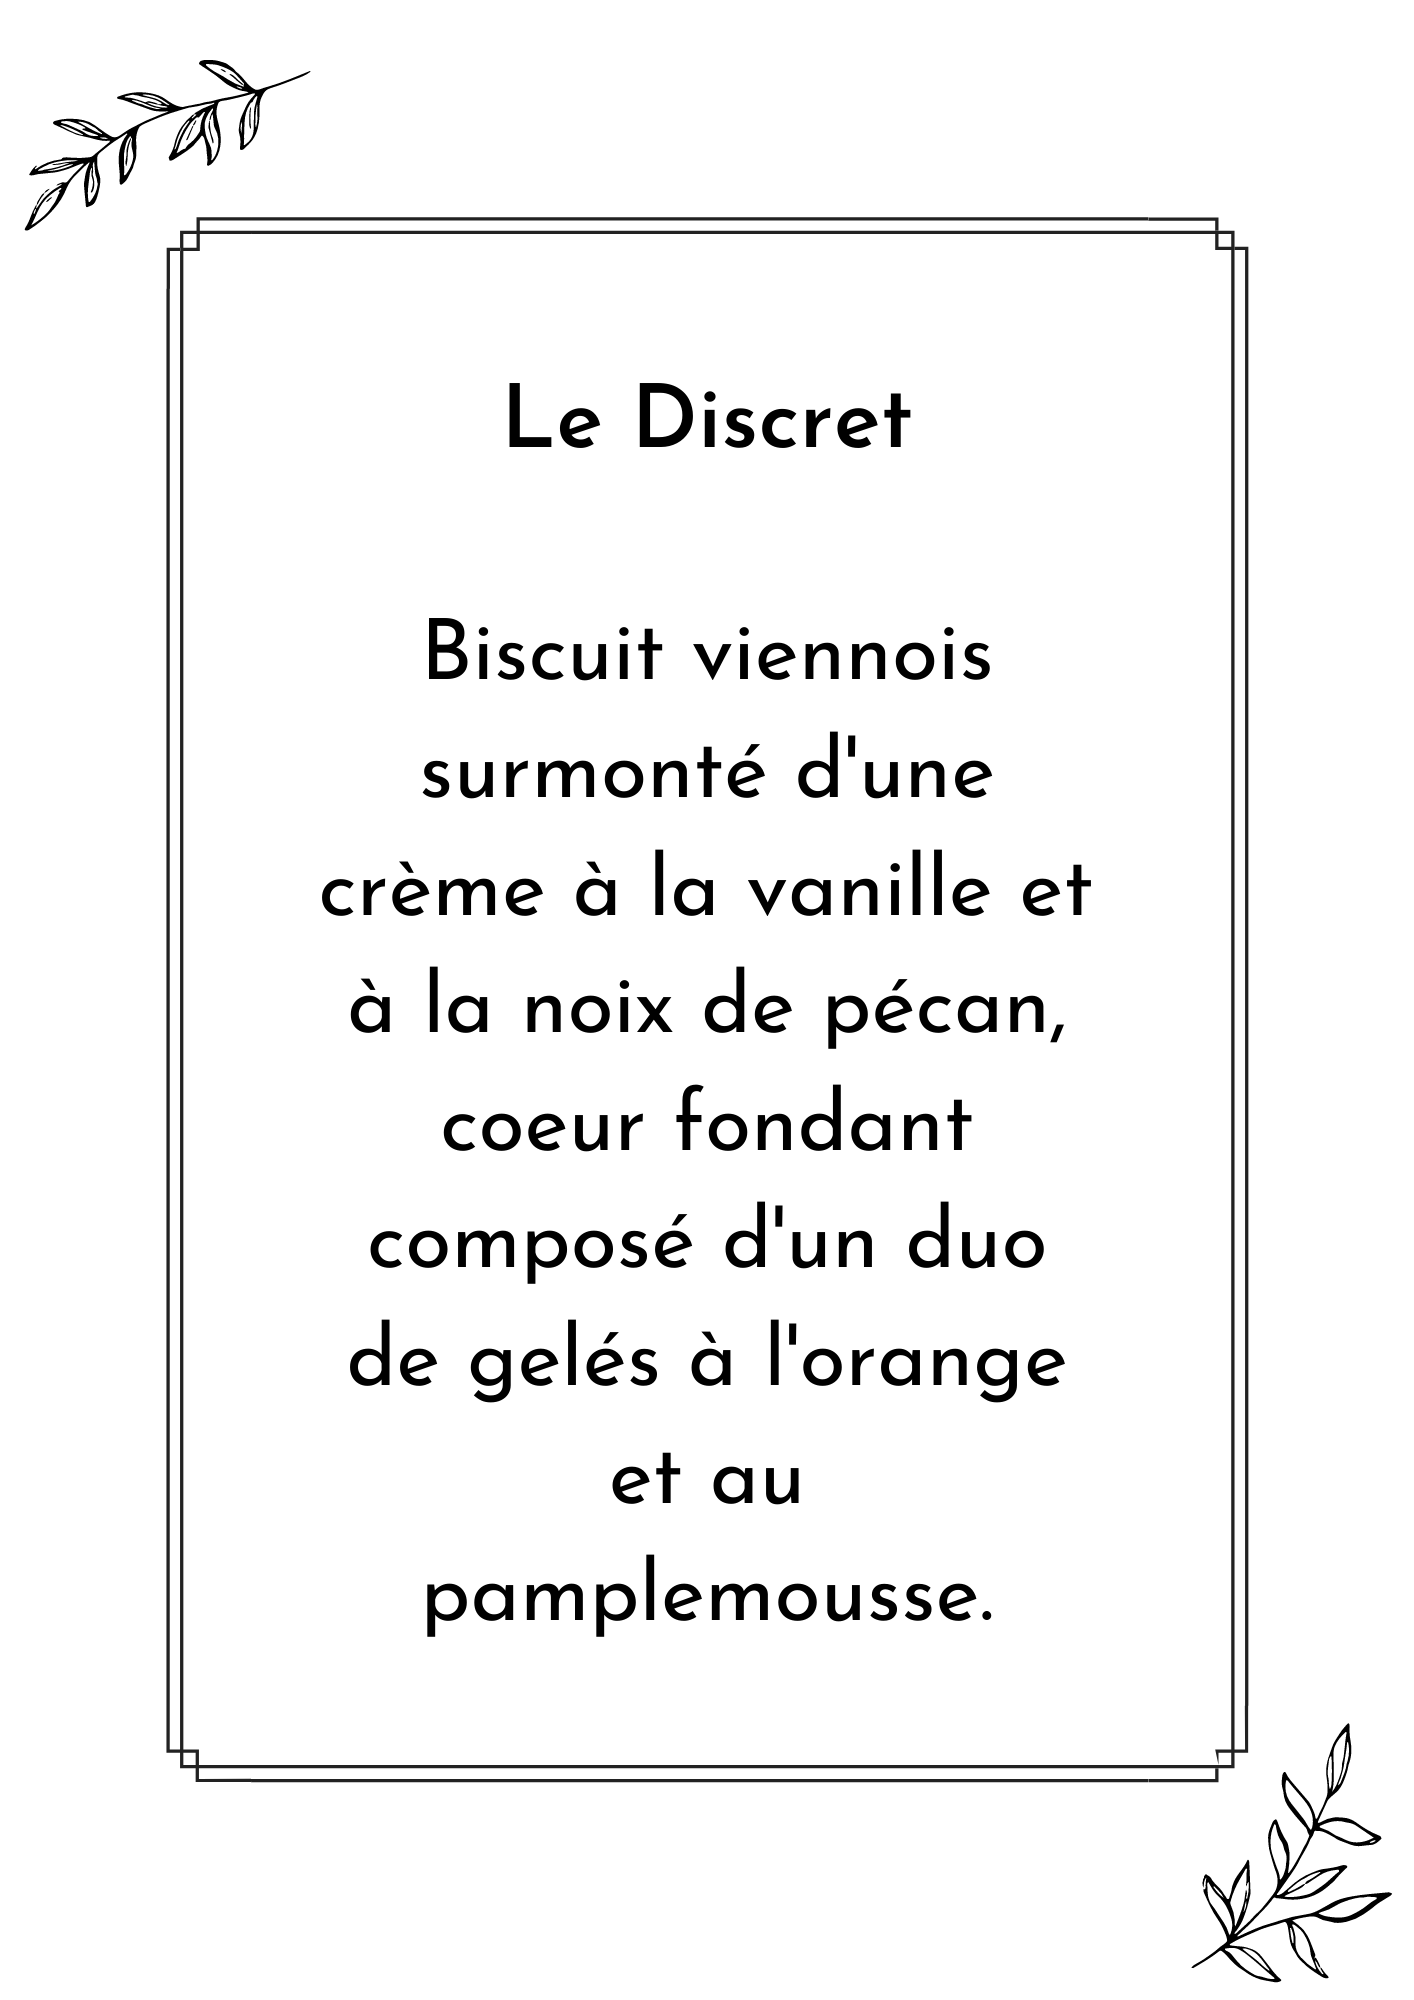 Le Discret
Biscuit viennois
surmonté d'une
crème à la vanille et
à la noix de pécan,
coeur fondant
composé d'un duo
de gelés à l'orange
et au
pamplemousse.